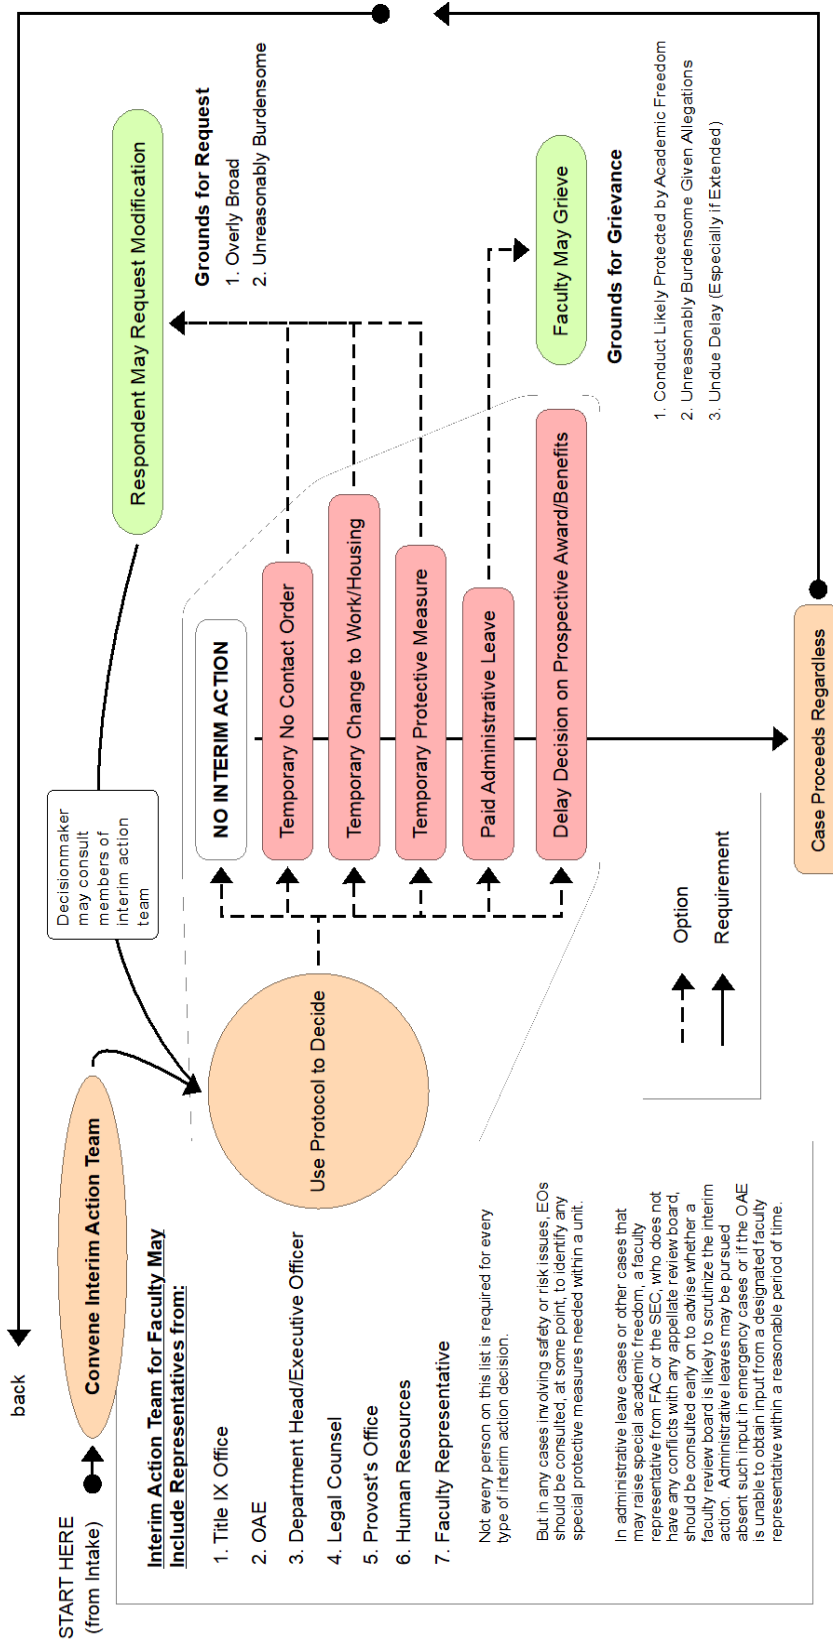 START HERE
(from Intake)
back
Convene Interim Action Team
Interim Action Team for Faculty May
Include Representatives from:
1. Title IX Office
2. OAE
3. Department Head/Executive Officer
4. Legal Counsel
5. Provost's Office
6. Human Resources
7. Faculty Representative
Not every person on this list is required for every
type of interim action decision.
But in any cases involving safety or risk issues, EOs
should be consulted, at some point, to identify any
special protective measures needed within a unit.
In administrative leave cases or other cases that
may raise special academic freedom, a faculty
representative from FAC or the SEC, who does not
have any conflicts with any appellate review board,
should be consulted early on to advise whether a
faculty review board is likely to scrutinize the interim
action. Administrative leaves may be pursued
absent such input in emergency cases or if the OAE
is unable to obtain input from a designated faculty
representative within a reasonable period of time.
Use Protocol to Decide
Decisionmaker
may consult
members of
interim action
team
NO INTERIM ACTION
Temporary No Contact Order
Temporary Change to Work/Housing
Temporary Protective Measure
Paid Administrative Leave
Delay Decision on Prospective Award/Benefits
Option
Requirement
Case Proceeds Regardless
Respondent May Request Modification
Grounds for Request
1. Overly Broad
2. Unreasonably Burdensome
Faculty May Grieve
Grounds for Grievance
1. Conduct Likely Protected by Academic Freedom
2. Unreasonably Burdensome Given Allegations
3. Undue Delay (Especially if Extended)